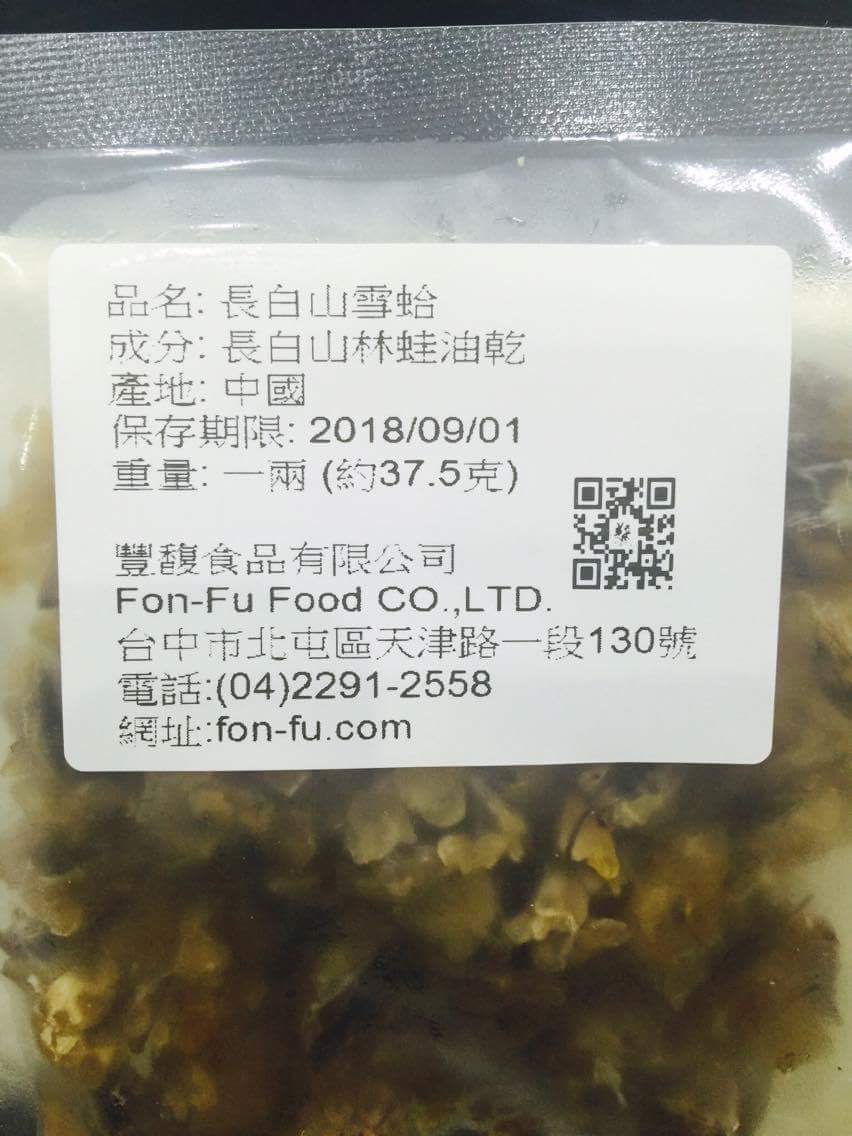 品名: 長白山雪蛤
成分: 長白山林蛙油乾
產地: 中國
保存期限: 2018/09/01
重量: 一兩 (約37.5克)
豐馥食品有限公司
Fon-Fu Food CO.,LTD.
台中市北屯區天津路一段130號
電話:(04)2291-2558
網址:fon-fu.com